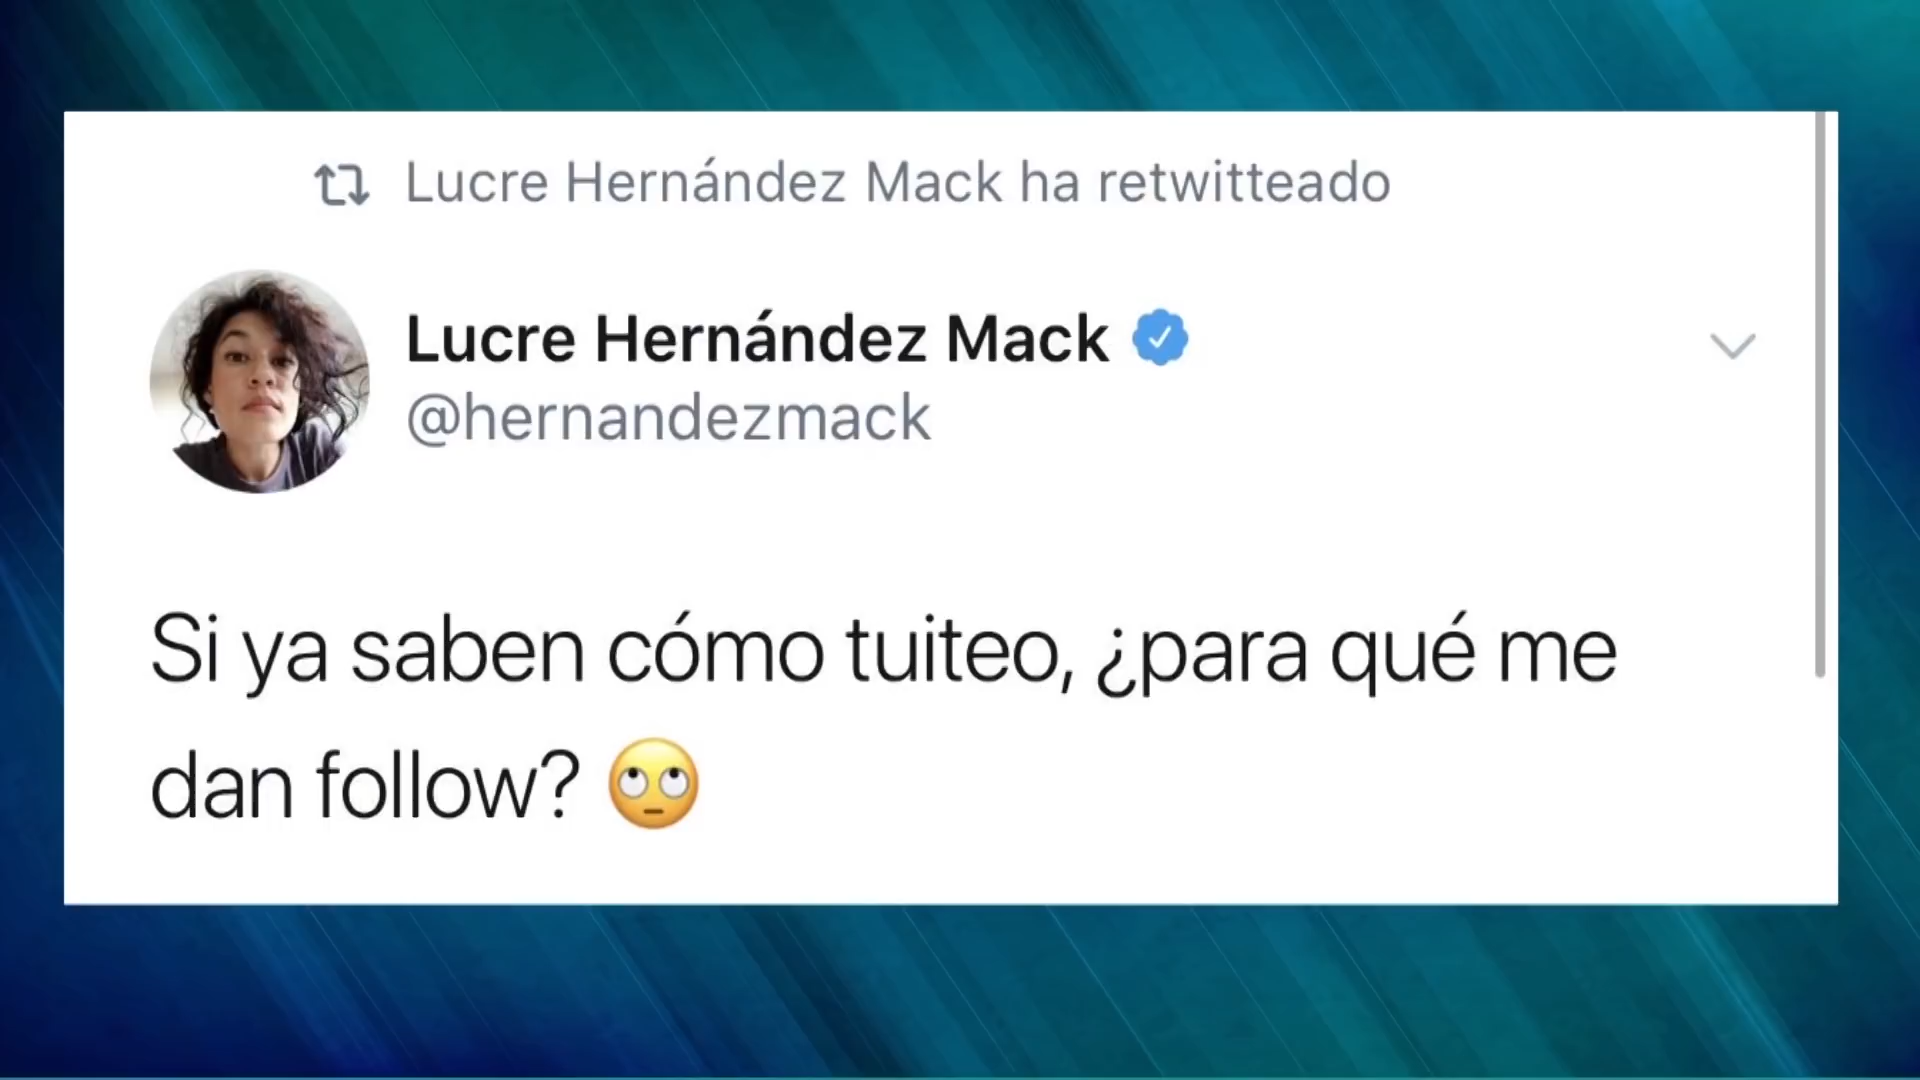 Lucre Hernández Mack ha retwitteado
Lucre Hernández Mack
@hernandezmack
Si ya saben cómo tuiteo, ¿para qué me
dan follow? 🙄